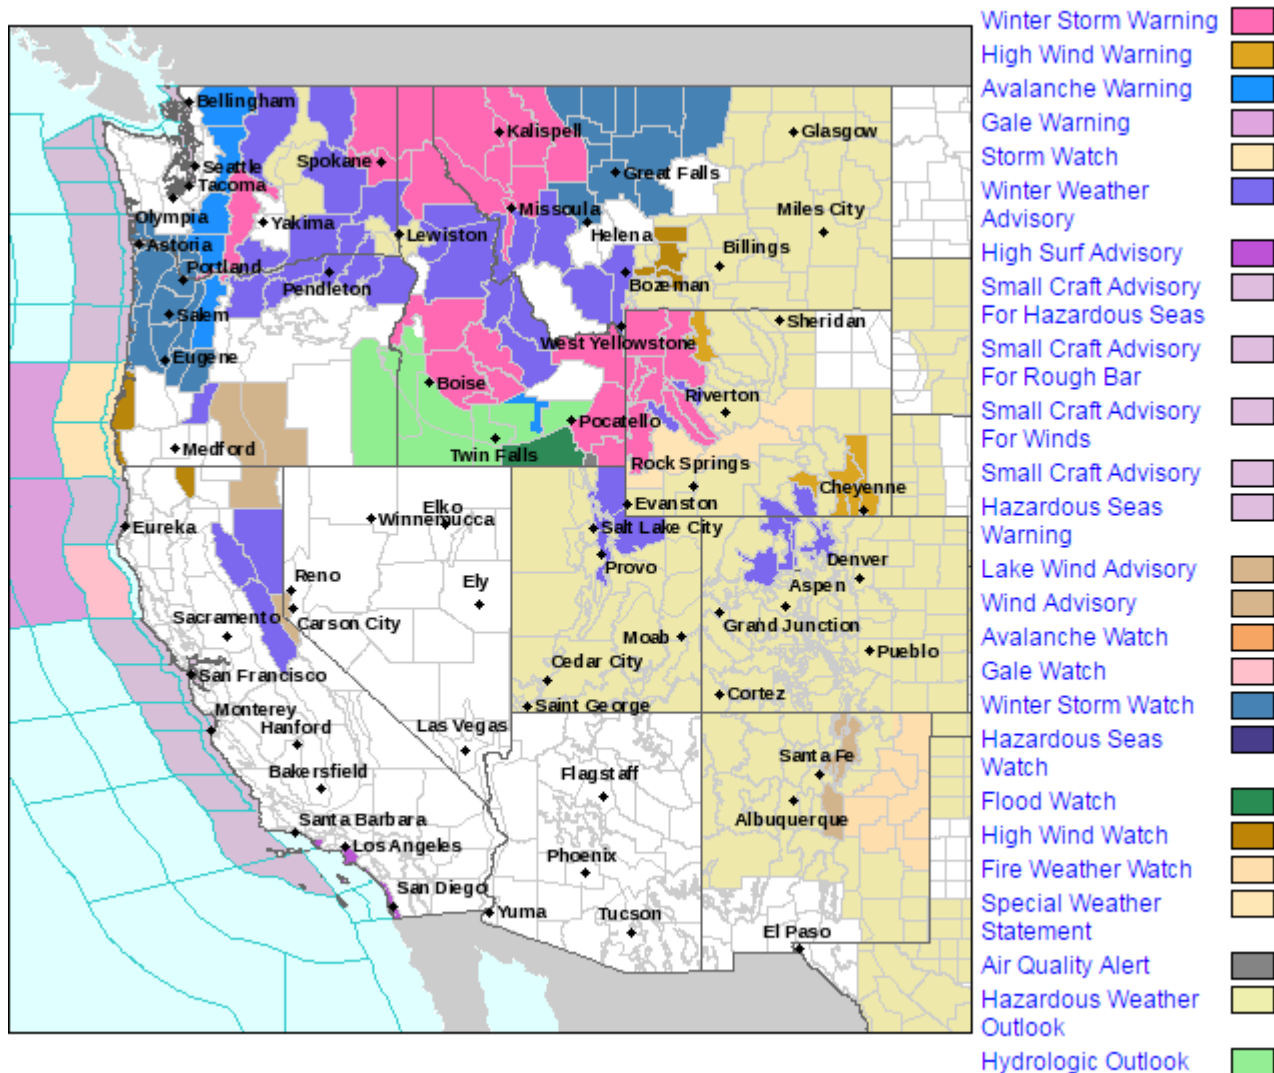 Winter Storm Warning
High Wind Warning
Avalanche Warning
Gale Warning
Storm Watch
Winter Weather
Advisory
High Surf Advisory
Small Craft Advisory
For Hazardous Seas
Small Craft Advisory
For Rough Bar
Small Craft Advisory
For Winds
Small Craft Advisory
Hazardous Seas
Warning
Lake Wind Advisory
Wind Advisory
Avalanche Watch
Gale Watch
Winter Storm Watch
Hazardous Seas
Watch
Flood Watch
High Wind Watch
Fire Weather Watch
Special Weather
Statement
Air Quality Alert
Hazardous Weather
Outlook
Hydrologic Outlook
Bellingham
Kalispell
Glasgow
Spokane
Seattle
Great Falls
Tacoma
Olympia
Yakima
Missoula
Miles City
Lewiston
Helena
Astoria
Billings
Portland
Pendleton
Bozeman
Salem
Sheridan
Eugene
West Yellowstone
Boise
Riverton
Pocatello
Medford
Twin Falls
Rock Springs
Cheyenne
Evanston
Elko
Winnemucca
Eureka
Salt Lake City
Provo
Denver
Reno
Ely
Aspen
Sacramento
Carson City
Grand Junction
Moab
Pueblo
Cedar City
San Francisco
Cortez
Saint George
Monterey
Hanford
Las Vegas
Santa Fe
Bakersfield
Flagstaff
Albuquerque
Santa Barbara
Los Angeles
Phoenix
San Diego
Yuma
Tucson
El Paso